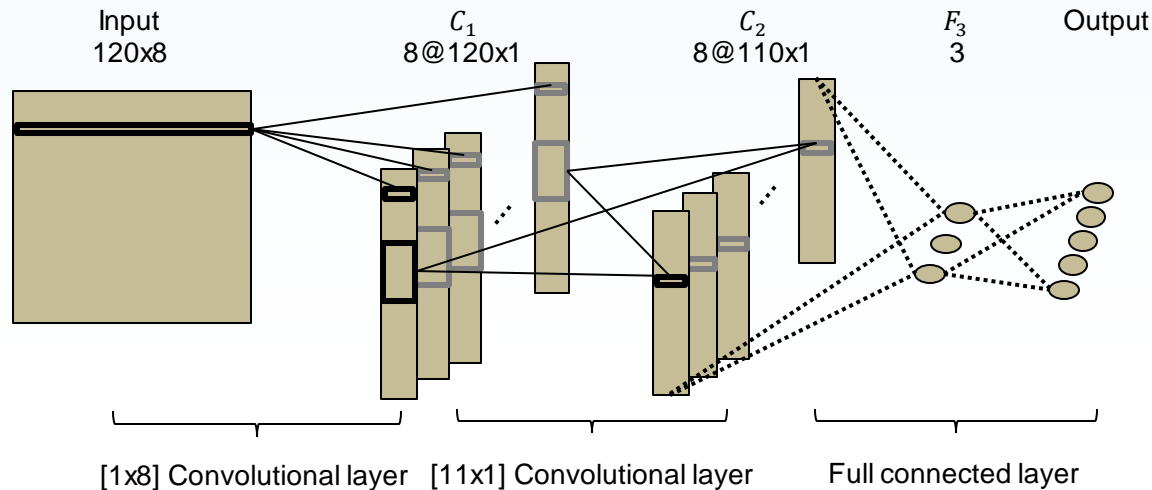 Input C₁ C₂ F₃ Output
120x8 8@120x1 8@110x1 3
[1x8] Convolutional layer [11x1] Convolutional layer Full connected layer